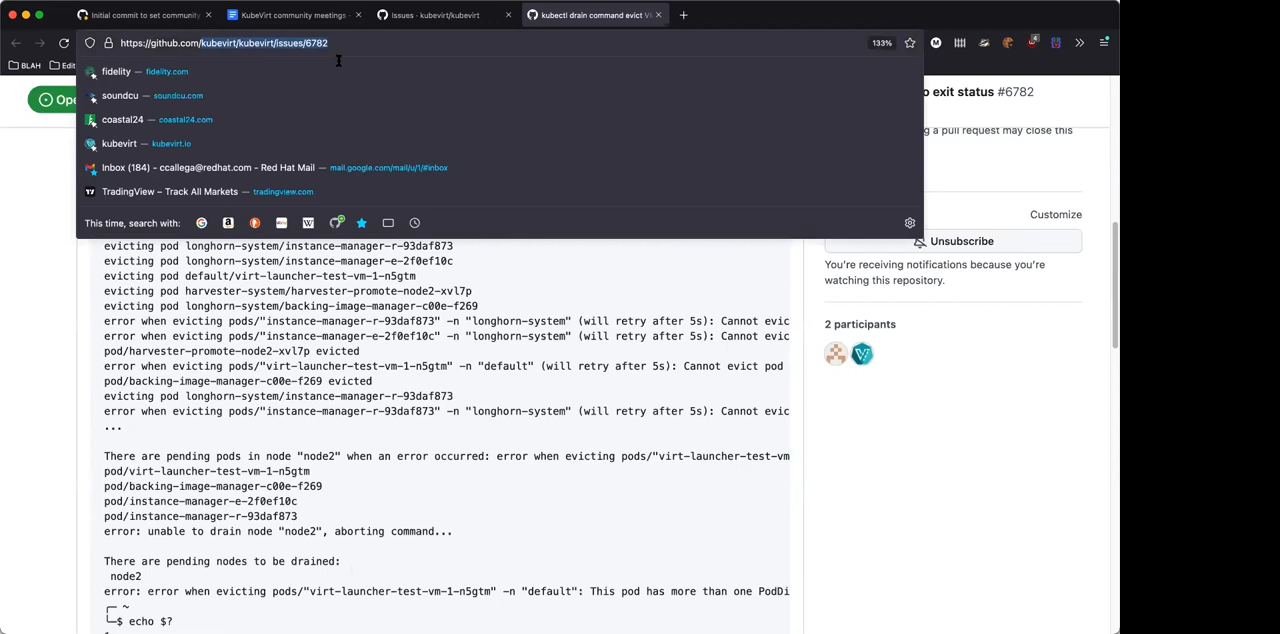 Initial commit to set community
KubeVirt community meetings -
Issues · kubevirt/kubevirt
kubectl drain command evict V
https://github.com/kubevirt/kubevirt/issues/6782
133%
BLAH
Edit
fidelity — fidelity.com
soundcu — soundcu.com
coastal24 — coastal24.com
kubevirt — kubevirt.io
Inbox (184) - ccallega@redhat.com - Red Hat Mail — mail.google.com/mail/u/1/#inbox
TradingView – Track All Markets — tradingview.com
This time, search with:
Ope
o exit status #6782
g a pull request may close this
Customize
Unsubscribe
You're receiving notifications because you're
watching this repository.
2 participants
evicting pod longhorn-system/instance-manager-r-93daf873
evicting pod longhorn-system/instance-manager-e-2f0ef10c
evicting pod default/virt-launcher-test-vm-1-n5gtm
evicting pod harvester-system/harvester-promote-node2-xvl7p
evicting pod longhorn-system/backing-image-manager-c00e-f269
error when evicting pods/"instance-manager-r-93daf873" -n "longhorn-system" (will retry after 5s): Cannot evic
error when evicting pods/"instance-manager-e-2f0ef10c" -n "longhorn-system" (will retry after 5s): Cannot evic
pod/harvester-promote-node2-xvl7p evicted
error when evicting pods/"virt-launcher-test-vm-1-n5gtm" -n "default" (will retry after 5s): Cannot evict pod
pod/backing-image-manager-c00e-f269 evicted
evicting pod longhorn-system/instance-manager-r-93daf873
error when evicting pods/"instance-manager-r-93daf873" -n "longhorn-system" (will retry after 5s): Cannot evic
...
There are pending pods in node "node2" when an error occurred: error when evicting pods/"virt-launcher-test-vm
pod/virt-launcher-test-vm-1-n5gtm
pod/backing-image-manager-c00e-f269
pod/instance-manager-e-2f0ef10c
pod/instance-manager-r-93daf873
error: unable to drain node "node2", aborting command...
There are pending nodes to be drained:
node2
error: error when evicting pods/"virt-launcher-test-vm-1-n5gtm" -n "default": This pod has more than one PodDi
╭─ ~
╰─$ echo $?